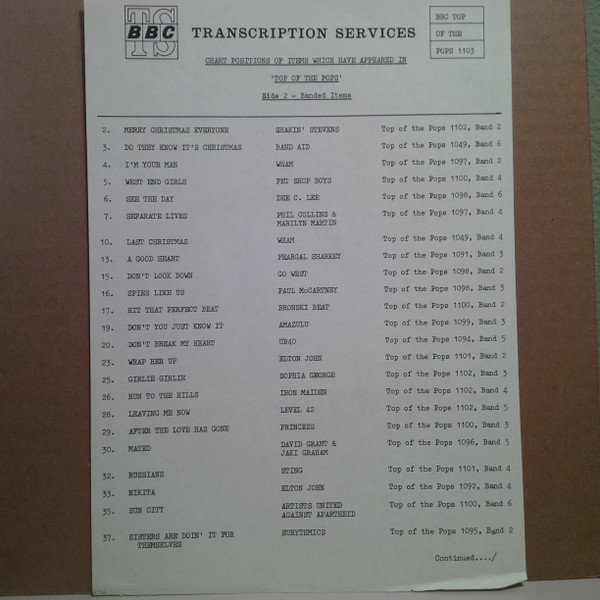 TS
BBC
TRANSCRIPTION SERVICES
BBC TOP
OF THE
POPS 1103
CHART POSITIONS OF ITEMS WHICH HAVE APPEARED IN
'TOP OF THE POPS'
Side 2 - Banded Items
2. MERRY CHRISTMAS EVERYONE SHAKIN' STEVENS Top of the Pops 1102, Band 2
3. DO THEY KNOW IT'S CHRISTMAS BAND AID Top of the Pops 1049, Band 6
4. I'M YOUR MAN WHAM Top of the Pops 1097, Band 2
5. WEST END GIRLS PET SHOP BOYS Top of the Pops 1100, Band 4
6. SEE THE DAY DEE C. LEE Top of the Pops 1098, Band 6
7. SEPARATE LIVES PHIL COLLINS & Top of the Pops 1097, Band 4
MARILYN MARTIN
10. LAST CHRISTMAS WHAM Top of the Pops 1049, Band 4
13. A GOOD HEART FEARGAL SHARKEY Top of the Pops 1091, Band 3
15. DON'T LOOK DOWN GO WEST Top of the Pops 1098, Band 2
16. SPIES LIKE US PAUL McCARTNEY Top of the Pops 1098, Band 3
17. HIT THAT PERFECT BEAT BRONSKI BEAT Top of the Pops 1100, Band 2
19. DON'T YOU JUST KNOW IT AMAZULU Top of the Pops 1099, Band 3
20. DON'T BREAK MY HEART UB40 Top of the Pops 1094, Band 5
23. WRAP HER UP ELTON JOHN Top of the Pops 1101, Band 2
25. GIRLIE GIRLIE SOPHIA GEORGE Top of the Pops 1102, Band 3
26. RUN TO THE HILLS IRON MAIDEN Top of the Pops 1102, Band 4
28. LEAVING ME NOW LEVEL 42 Top of the Pops 1102, Band 5
29. AFTER THE LOVE HAS GONE PRINCESS Top of the Pops 1100, Band 3
30. MATED DAVID GRANT & Top of the Pops 1096, Band 5
JAKI GRAHAM
32. RUSSIANS STING Top of the Pops 1101, Band 4
33. NIKITA ELTON JOHN Top of the Pops 1092, Band 4
35. SUN CITY ARTISTS UNITED Top of the Pops 1100, Band 6
AGAINST APARTHEID
37. SISTERS ARE DOIN' IT FOR EURYTHMICS Top of the Pops 1095, Band 2
THEMSELVES
Continued..../